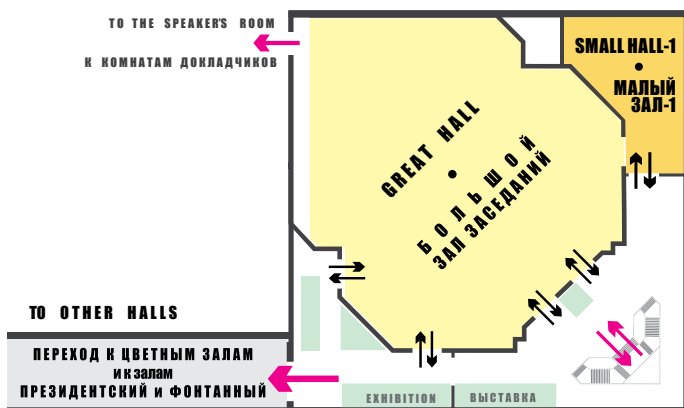 TO THE SPEAKER'S ROOM
К КОМНАТАМ ДОКЛАДЧИКОВ
SMALL HALL-1
МАЛЫЙ
ЗАЛ-1
GREAT HALL
БОЛЬШОЙ
ЗАЛ ЗАСЕДАНИЙ
TO OTHER HALLS
ПЕРЕХОД К ЦВЕТНЫМ ЗАЛАМ
и к залам
ПРЕЗИДЕНТСКИЙ и ФОНТАННЫЙ
EXHIBITION
ВЫСТАВКА